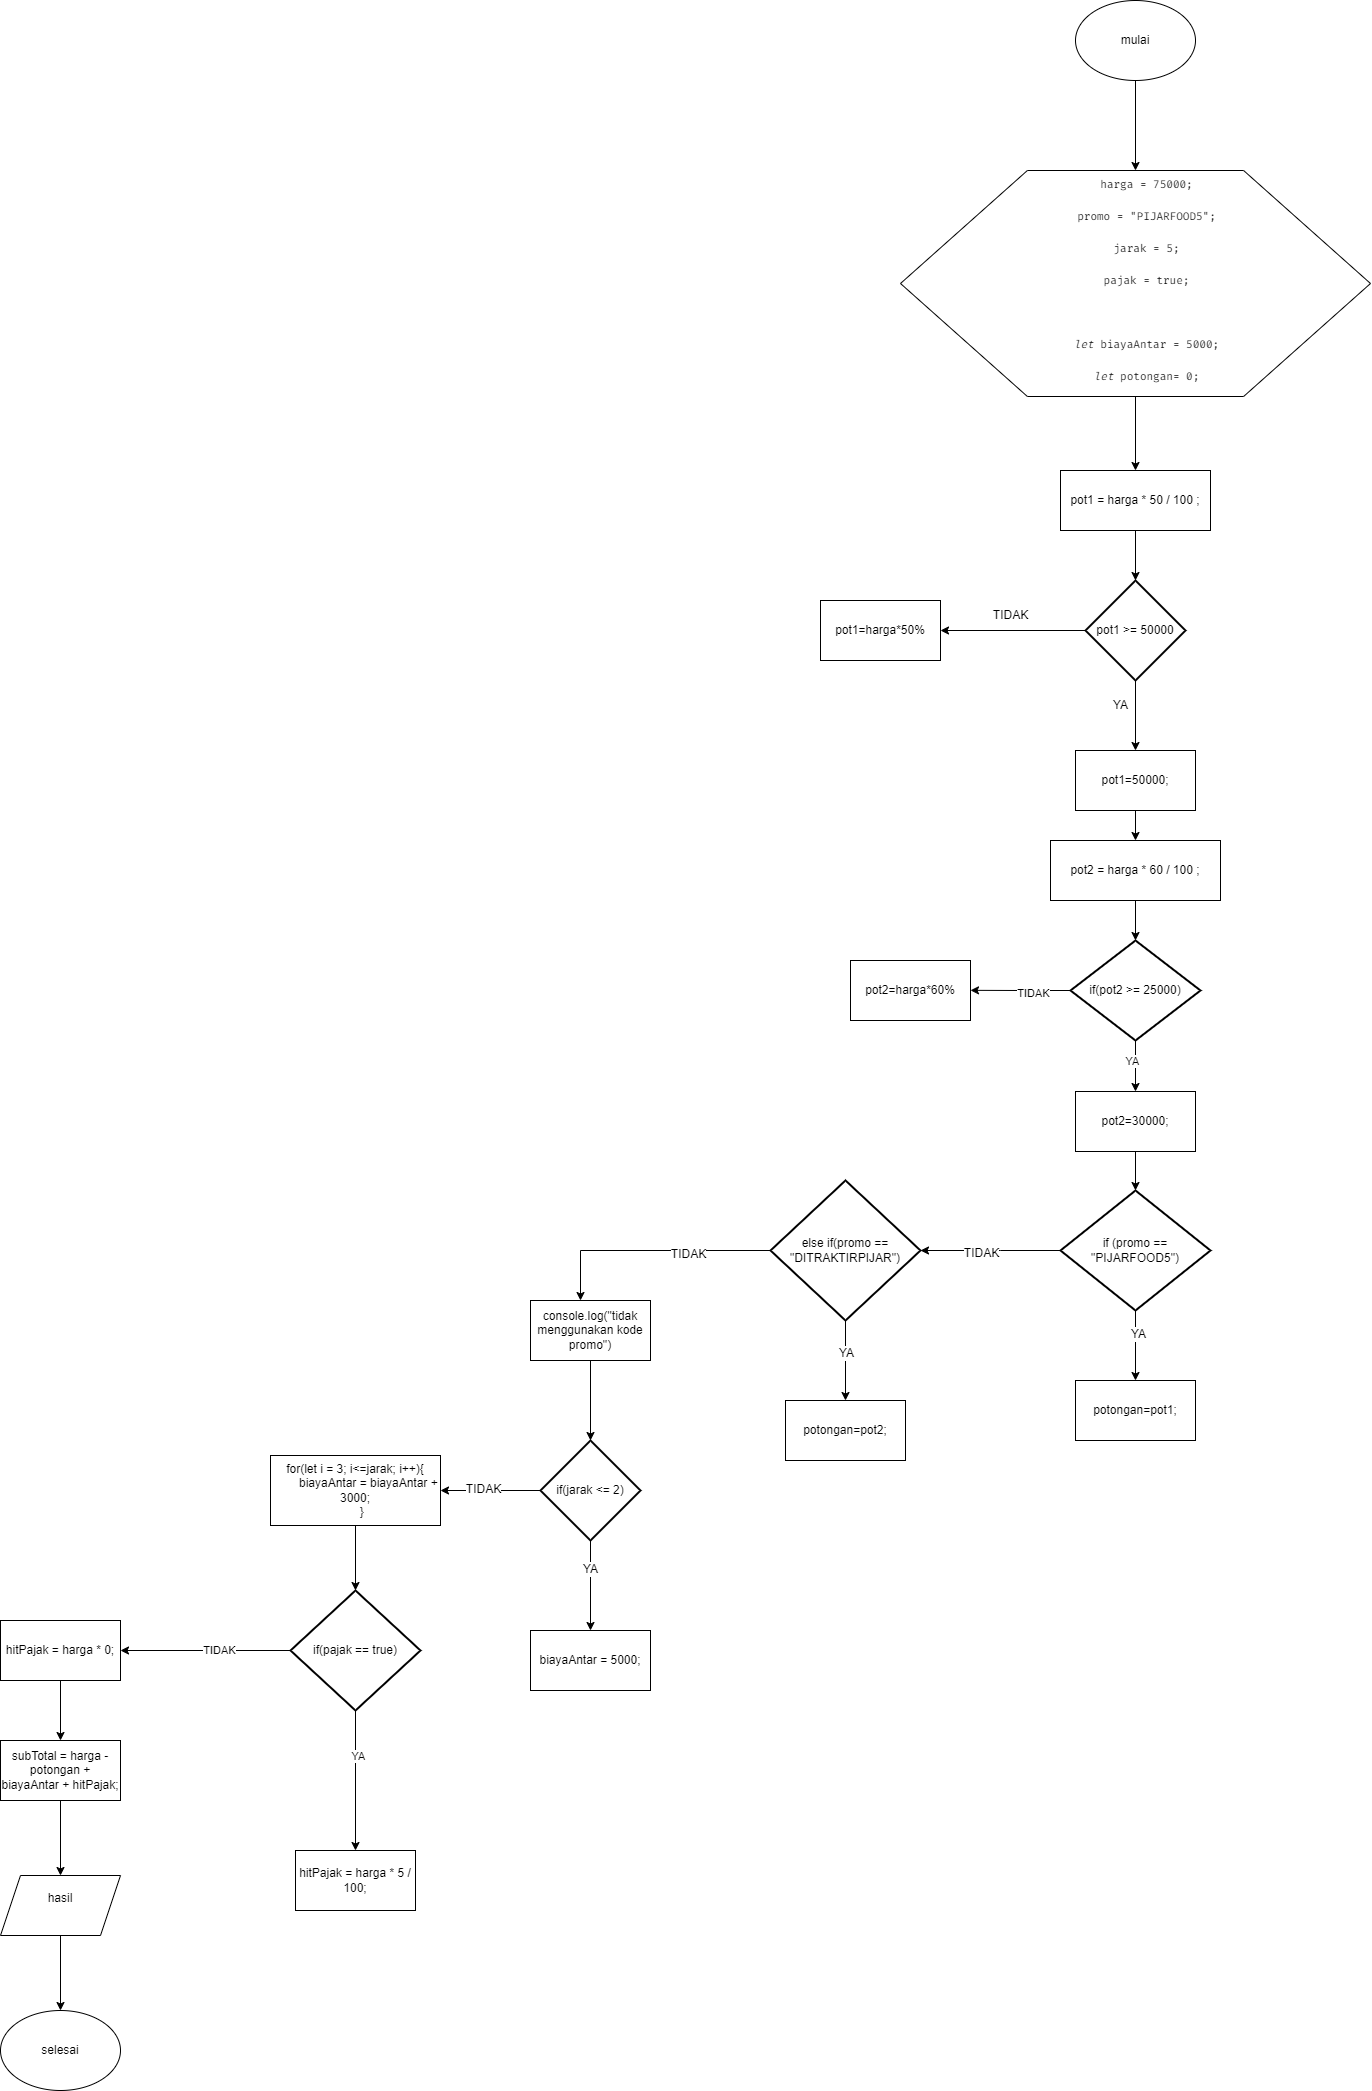 mulai
harga = 75000;
promo = "PIJARFOOD5";
jarak = 5;
pajak = true;
let biayaAntar = 5000;
let potongan= 0;
pot1 = harga * 50 / 100 ;
pot1 >= 50000
TIDAK
pot1=harga*50%
YA
pot1=50000;
pot2 = harga * 60 / 100 ;
if(pot2 >= 25000)
TIDAK
pot2=harga*60%
YA
pot2=30000;
if (promo ==
"PIJARFOOD5")
YA
potongan=pot1;
TIDAK
else if(promo ==
"DITRAKTIRPIJAR")
YA
potongan=pot2;
TIDAK
console.log("tidak
menggunakan kode
promo")
if(jarak <= 2)
YA
biayaAntar = 5000;
TIDAK
for(let i = 3; i<=jarak; i++){
biayaAntar = biayaAntar +
3000;
}
if(pajak == true)
YA
hitPajak = harga * 5 /
100;
TIDAK
hitPajak = harga * 0;
subTotal = harga -
potongan +
biayaAntar + hitPajak;
hasil
selesai